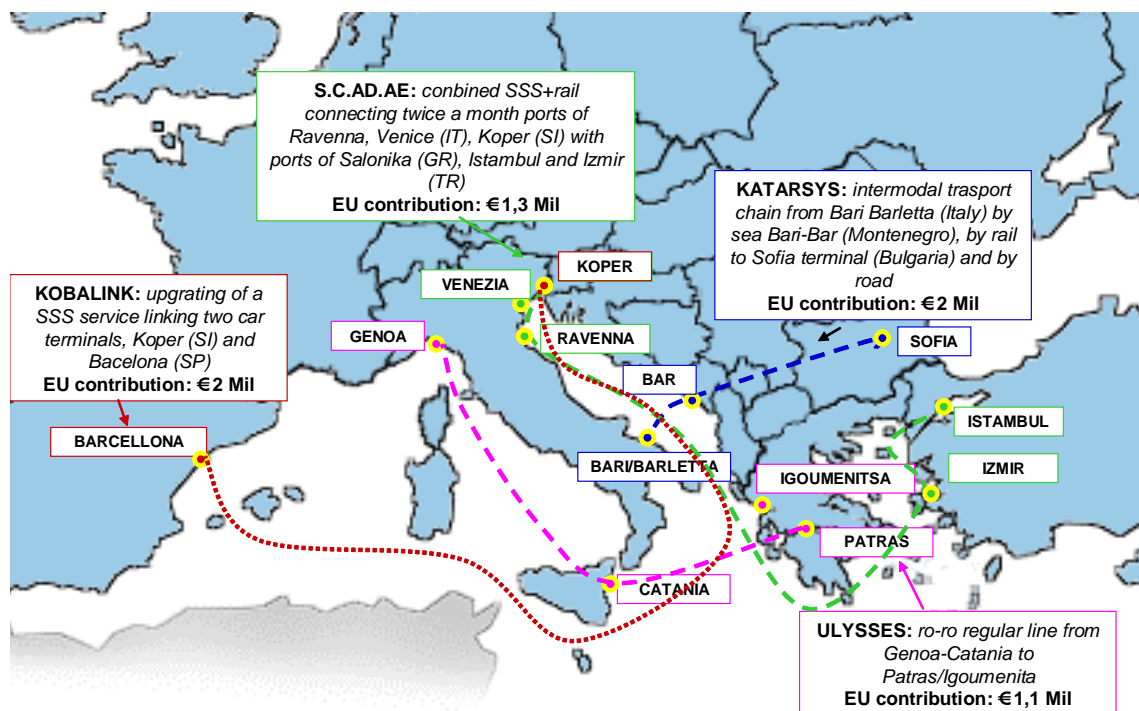 S.C.AD.AE: combined SSS+rail
connecting twice a month ports of
Ravenna, Venice (IT), Koper (SI) with
ports of Salonika (GR), Istambul and Izmir
(TR)
EU contribution: €1,3 Mil
KATARSYS: intermodal trasport
chain from Bari Barletta (Italy) by
sea Bari-Bar (Montenegro), by rail
to Sofia terminal (Bulgaria) and by
road
EU contribution: €2 Mil
KOBALINK: upgrating of a
SSS service linking two car
terminals, Koper (SI) and
Bacelona (SP)
EU contribution: €2 Mil
KOPER
VENEZIA
GENOA
RAVENNA
SOFIA
BAR
ISTAMBUL
BARCELLONA
BARI/BARLETTA
IGOUMENITSA
IZMIR
PATRAS
CATANIA
ULYSSES: ro-ro regular line from
Genoa-Catania to
Patras/Igoumenita
EU contribution: €1,1 Mil